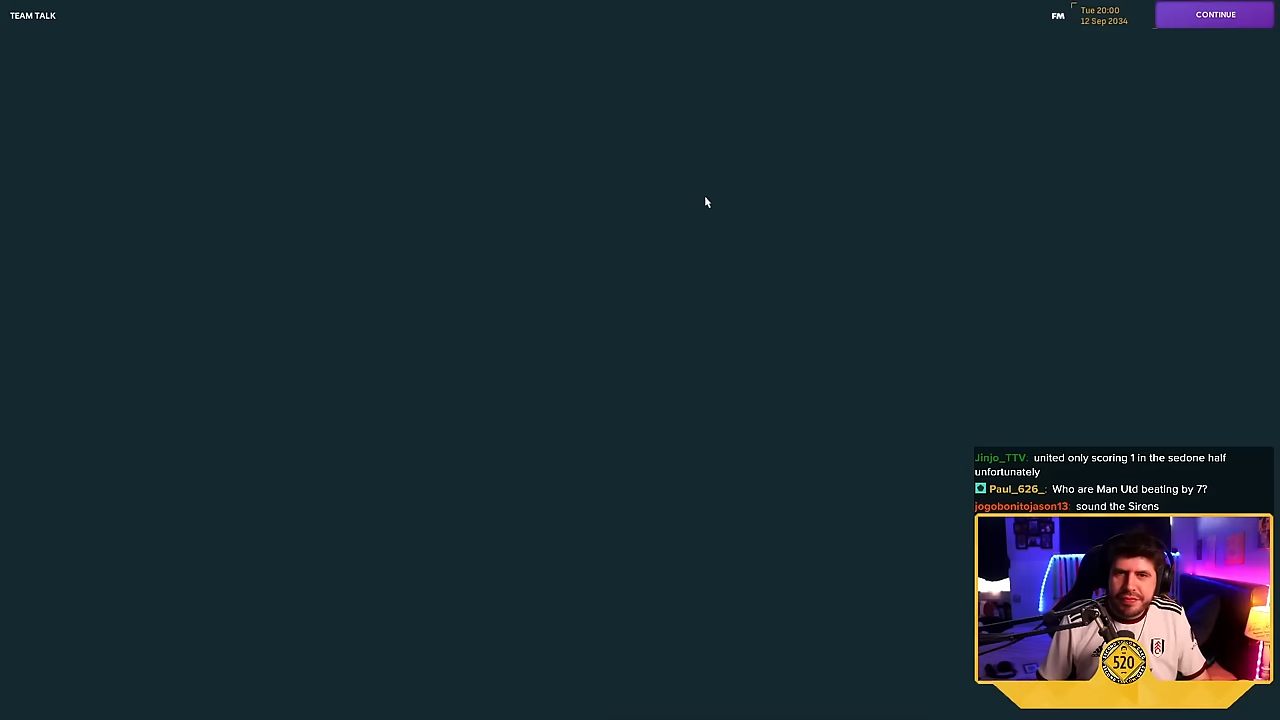 TEAM TALK
FM
Tue 20:00
12 Sep 2034
CONTINUE
Jinjo_TTV: united only scoring 1 in the sedone half
unfortunately
Paul_626_: Who are Man Utd beating by 7?
jogobonitojason13: sound the Sirens
520